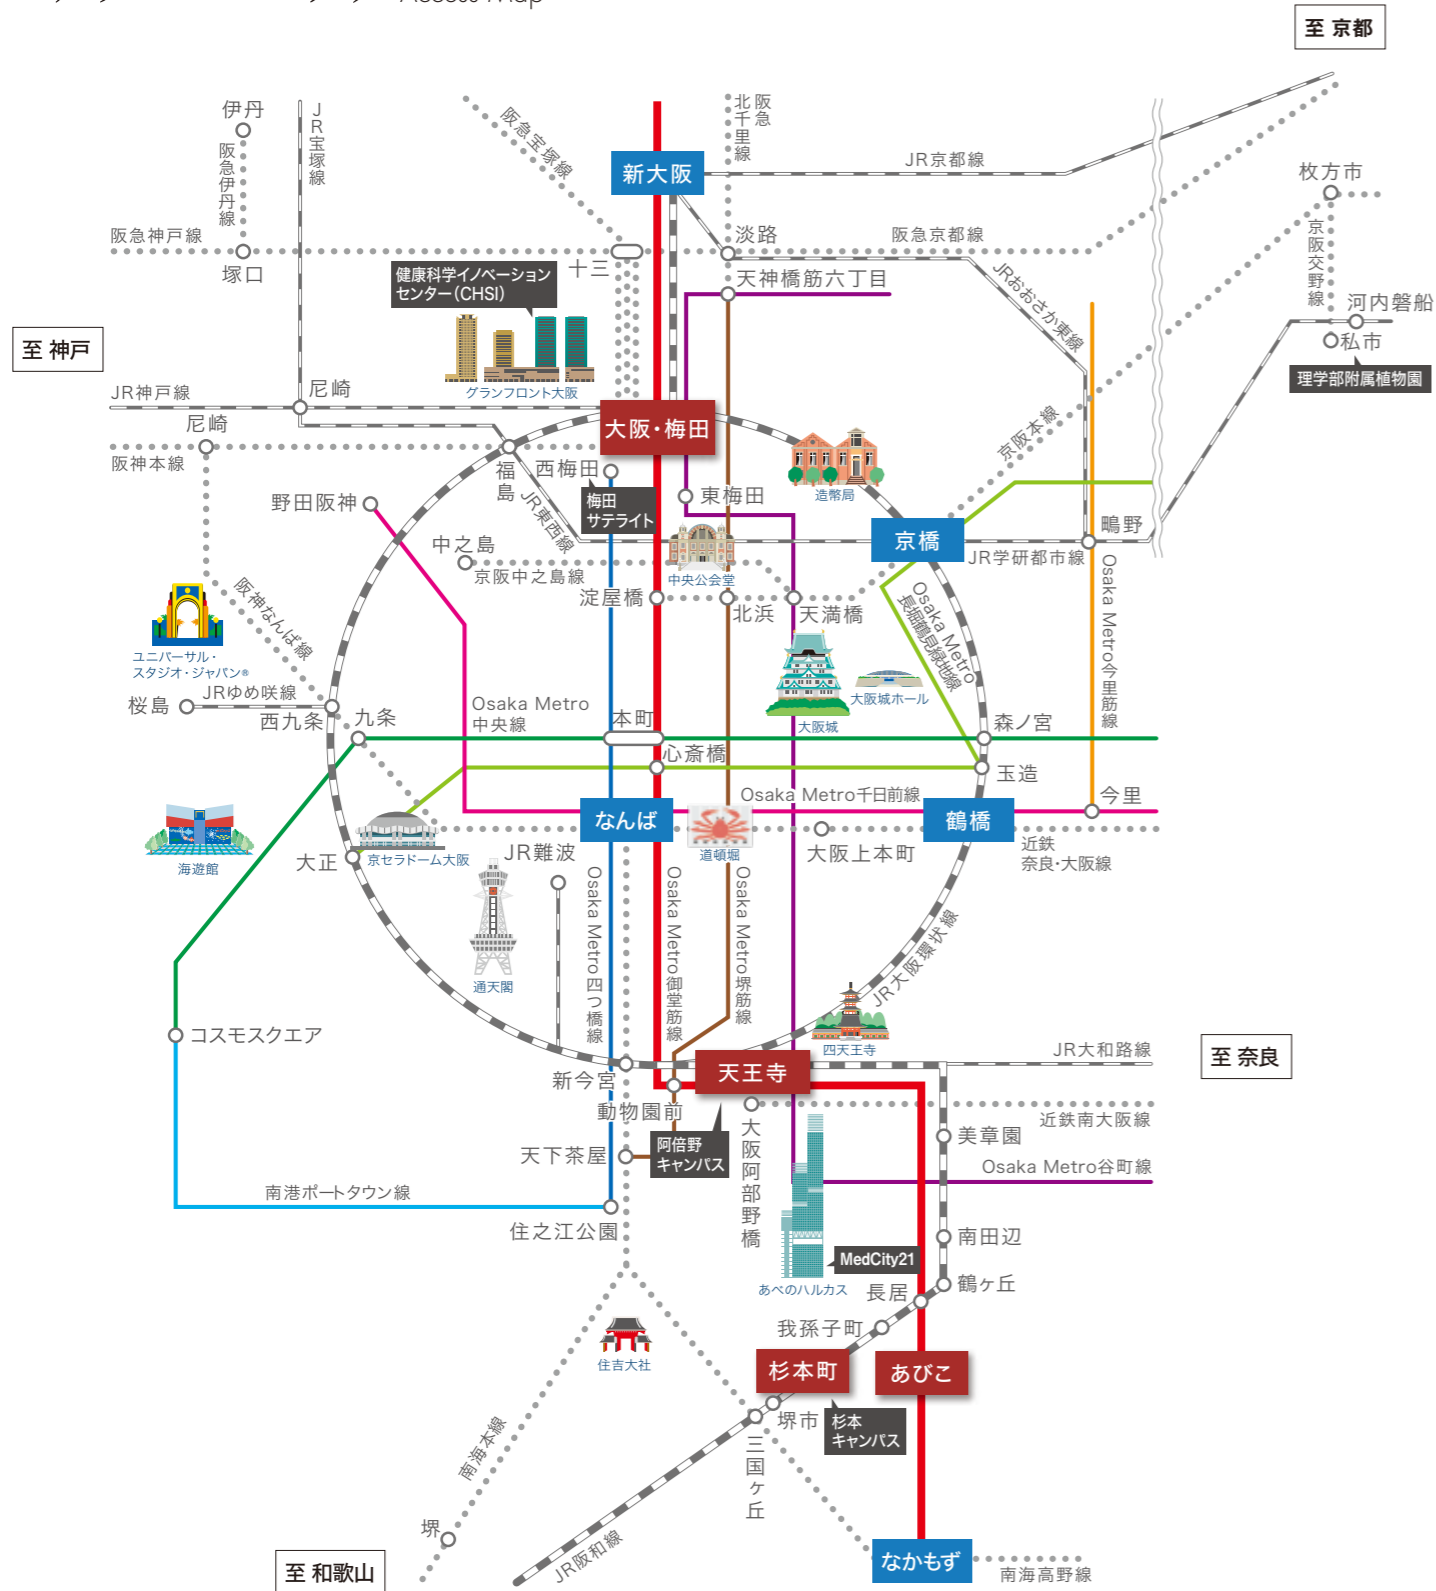 Access Map
至 京都
伊丹
JR宝塚線
阪急伊丹線
阪急宝塚線
阪急
北千里線
新大阪
JR京都線
枚方市
阪急神戸線
塚口
十三
淡路
阪急京都線
京阪交野線
健康科学イノベーション
センター(CHSI)
天神橋筋六丁目
JRおおさか東線
河内磐船
私市
至 神戸
理学部附属植物園
グランフロント大阪
JR神戸線
尼崎
大阪・梅田
尼崎
阪神本線
福島
西梅田
梅田
サテライト
東梅田
造幣局
京阪本線
野田阪神
JR東西線
中之島
京阪中之島線
中央公会堂
京橋
JR学研都市線
鴫野
淀屋橋
北浜
天満橋
Osaka Metro
長堀鶴見緑地線
Osaka Metro今里筋線
阪神なんば線
ユニバーサル・
スタジオ・ジャパン®
大阪城ホール
大阪城
桜島
JRゆめ咲線
西九条
九条
Osaka Metro
中央線
本町
森ノ宮
心斎橋
玉造
Osaka Metro千日前線
今里
なんば
鶴橋
道頓堀
大阪上本町
近鉄
奈良・大阪線
海遊館
京セラドーム大阪
大正
JR難波
通天閣
Osaka Metro四つ橋線
Osaka Metro御堂筋線
Osaka Metro堺筋線
JR大阪環状線
四天王寺
コスモスクエア
新今宮
天王寺
JR大和路線
至 奈良
動物園前
近鉄南大阪線
大阪阿部野橋
美章園
天下茶屋
阿倍野
キャンパス
Osaka Metro谷町線
南港ポートタウン線
住之江公園
南田辺
MedCity21
あべのハルカス
長居
鶴ヶ丘
我孫子町
住吉大社
杉本町
あびこ
堺市
杉本
キャンパス
三国ヶ丘
南海本線
堺
JR阪和線
なかもず
南海高野線
至 和歌山